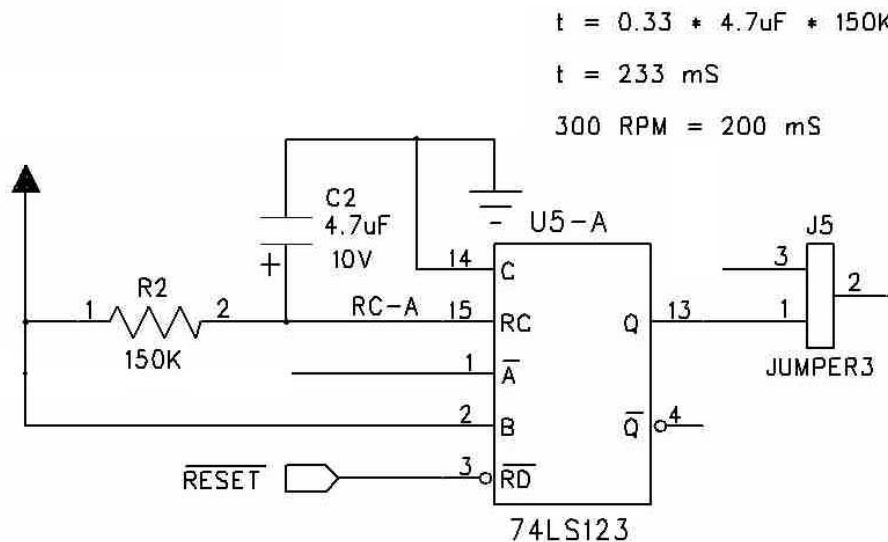 t = 0.33 * 4.7uF * 150K
t = 233 mS
300 RPM = 200 mS
C2
4.7uF
10V
+
-
U5-A
J5
14
C
3
2
R2
1
2
RC-A
15
RC
Q
13
1
150K
1
A
JUMPER3
2
B
Q
4
RESET
3
RD
74LS123